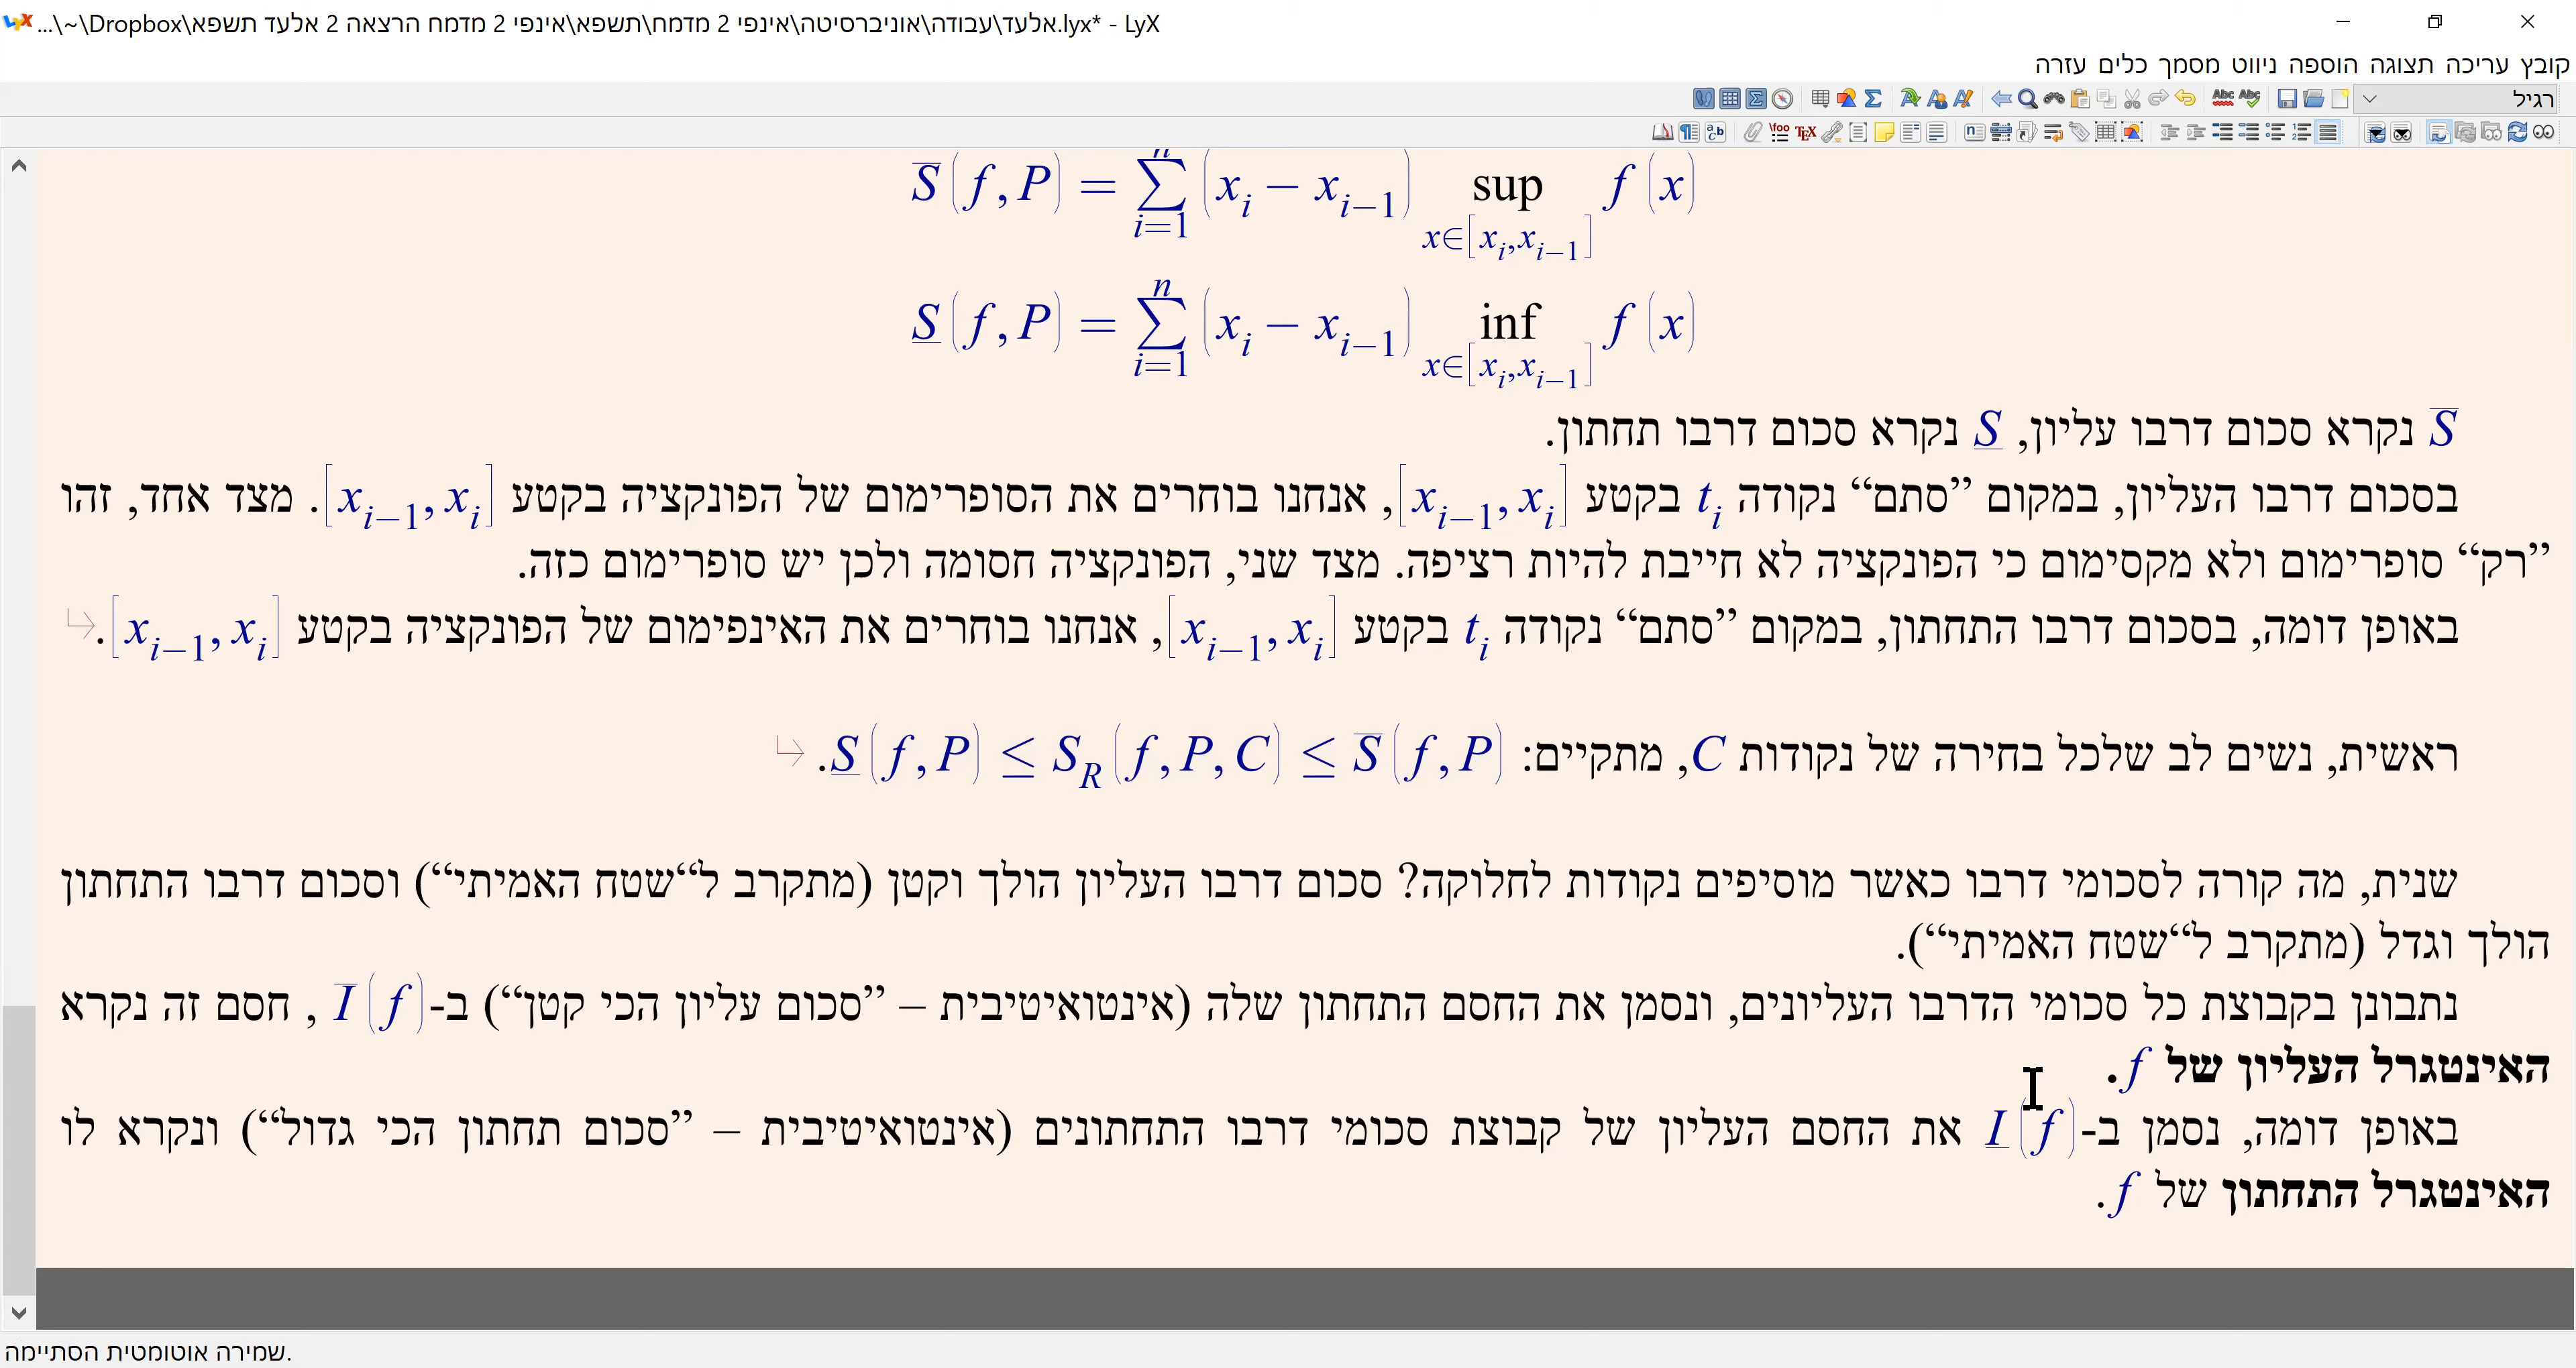 ...\~\Dropbox\אלעד\עבודה\אוניברסיטה\אינפי 2 מדמח\תשפא\אינפי 2 מדמח הרצאה 2 אלעד תשפא.lyx* - LyX
קובץ עריכה תצוגה הוספה ניווט מסמך כלים עזרה
רגיל
S̅(f,P) = ∑_{i=1}^{n} (x_i − x_{i−1}) sup_{x∈[x_i,x_{i−1}]} f(x)
S̲(f,P) = ∑_{i=1}^{n} (x_i − x_{i−1}) inf_{x∈[x_i,x_{i−1}]} f(x)
S̅ נקרא סכום דרבו עליון, S̲ נקרא סכום דרבו תחתון.
בסכום דרבו העליון, במקום ”סתם“ נקודה t_i בקטע [x_{i−1}, x_i], אנחנו בוחרים את הסופרימום של הפונקציה בקטע [x_{i−1}, x_i]. מצד אחד, זהו
”רק“ סופרימום ולא מקסימום כי הפונקציה לא חייבת להיות רציפה. מצד שני, הפונקציה חסומה ולכן יש סופרימום כזה.
באופן דומה, בסכום דרבו התחתון, במקום ”סתם“ נקודה t_i בקטע [x_{i−1}, x_i], אנחנו בוחרים את האינפימום של הפונקציה בקטע [x_{i−1}, x_i].
ראשית, נשים לב שלכל בחירה של נקודות C, מתקיים: S̲(f,P) ≤ S_R(f,P,C) ≤ S̅(f,P).
שנית, מה קורה לסכומי דרבו כאשר מוסיפים נקודות לחלוקה? סכום דרבו העליון הולך וקטן (מתקרב ל“שטח האמיתי“) וסכום דרבו התחתון
הולך וגדל (מתקרב ל“שטח האמיתי“).
נתבונן בקבוצת כל סכומי הדרבו העליונים, ונסמן את החסם התחתון שלה (אינטואיטיבית – ”סכום עליון הכי קטן“) ב-I̅(f) , חסם זה נקרא
האינטגרל העליון של f.
באופן דומה, נסמן ב-I̲(f) את החסם העליון של קבוצת סכומי דרבו התחתונים (אינטואיטיבית – ”סכום תחתון הכי גדול“) ונקרא לו
האינטגרל התחתון של f.
שמירה אוטומטית הסתיימה.